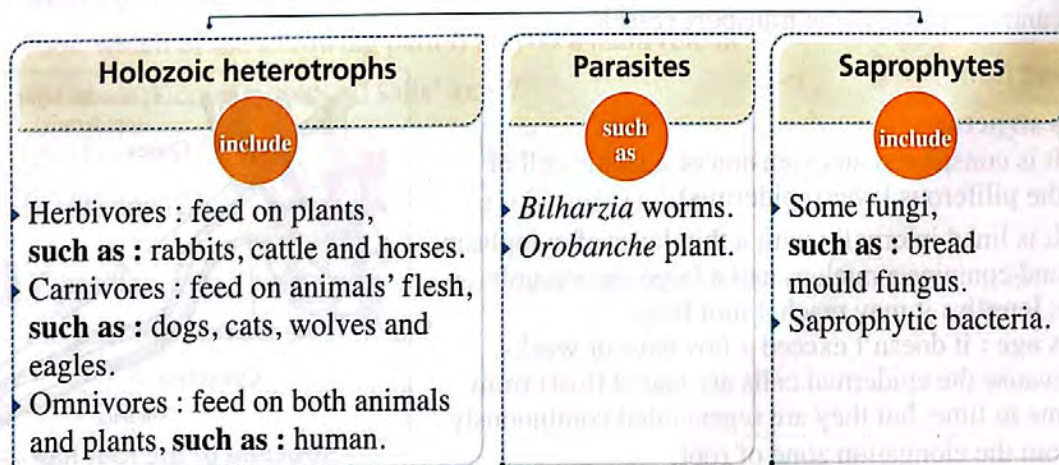 Holozoic heterotrophs
include
Herbivores : feed on plants,
such as : rabbits, cattle and horses.
Carnivores : feed on animals' flesh,
such as : dogs, cats, wolves and
eagles.
Omnivores : feed on both animals
and plants, such as : human.
Parasites
such
as
Bilharzia worms.
Orobanche plant.
Saprophytes
include
Some fungi,
such as : bread
mould fungus.
Saprophytic bacteria.